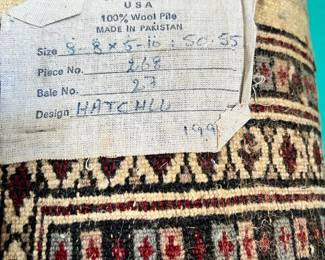 USA
100% Wool Pile
MADE IN PAKISTAN
Size 8-8 x 5-10 : 50.55
Piece No. 268
Bale No. 27
Design HATCHLU
199